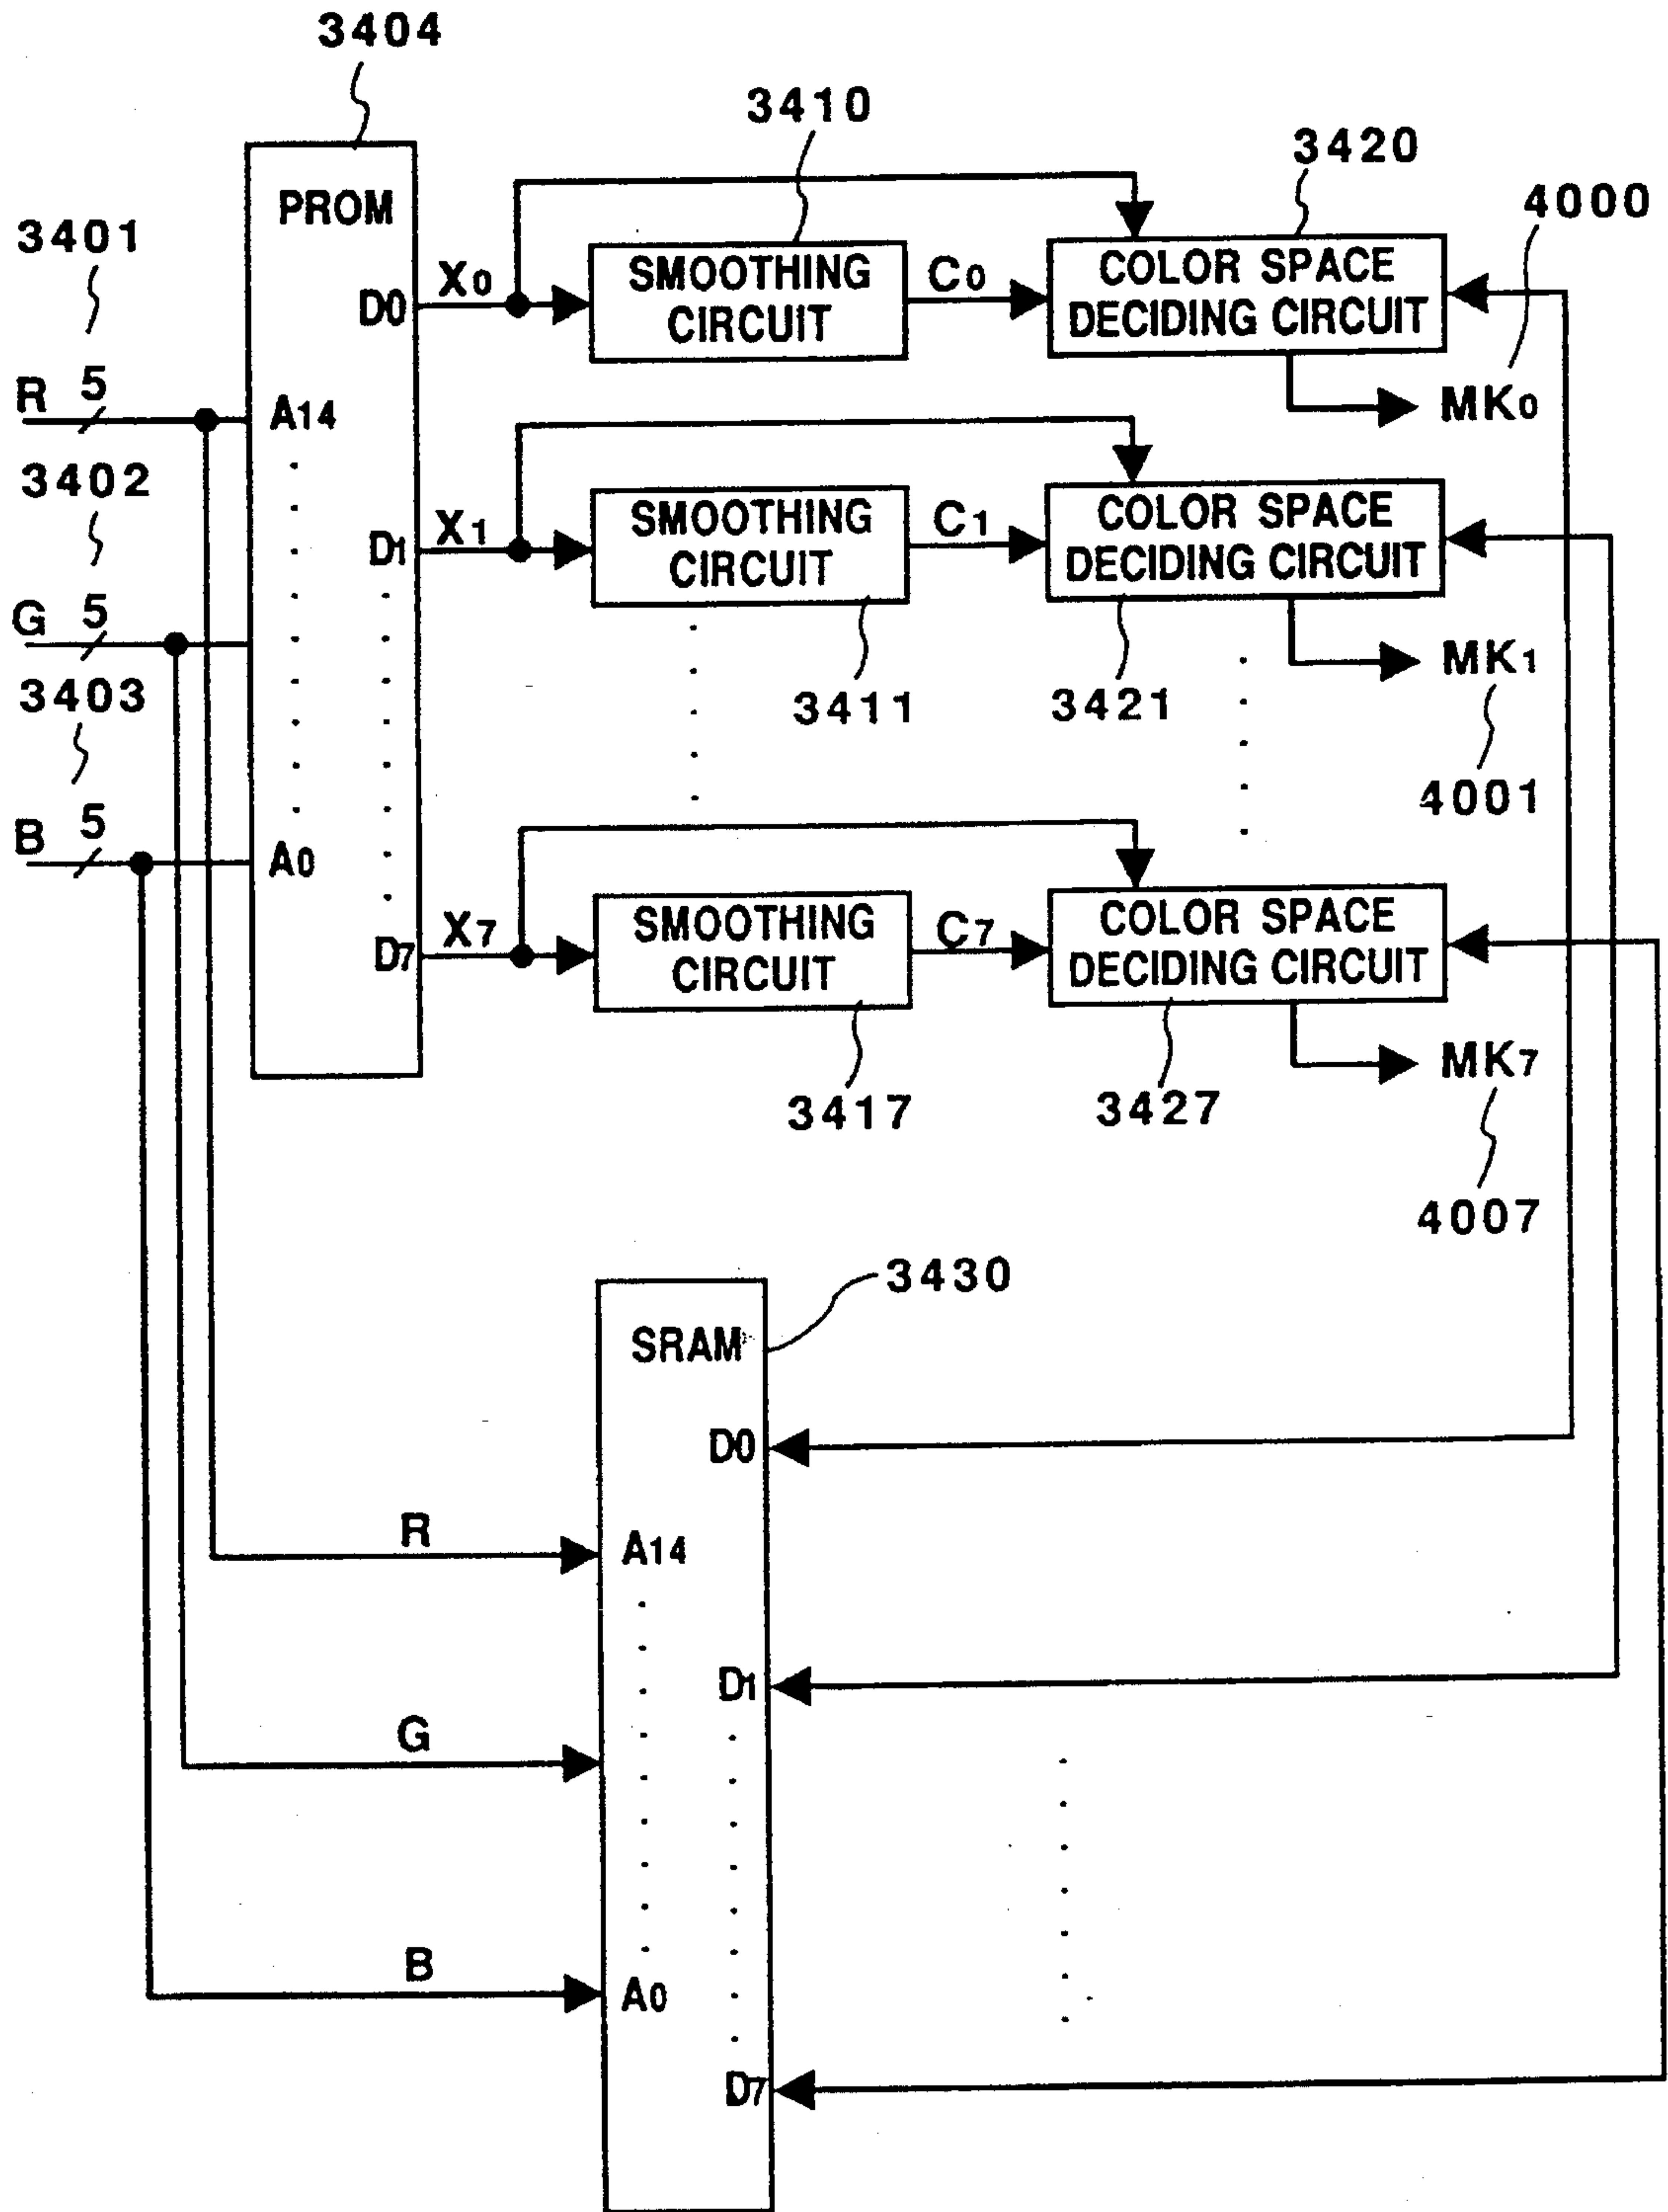 3404
3410
3420
4000
3401
PROM
D0
X0
SMOOTHING
CIRCUIT
C0
COLOR SPACE
DECIDING CIRCUIT
MK0
R 5
A14
3402
D1
X1
SMOOTHING
CIRCUIT
C1
COLOR SPACE
DECIDING CIRCUIT
MK1
G 5
3403
3411
3421
4001
B 5
A0
D7
X7
SMOOTHING
CIRCUIT
C7
COLOR SPACE
DECIDING CIRCUIT
MK7
3417
3427
4007
3430
SRAM
D0
R
A14
D1
G
B
A0
D7